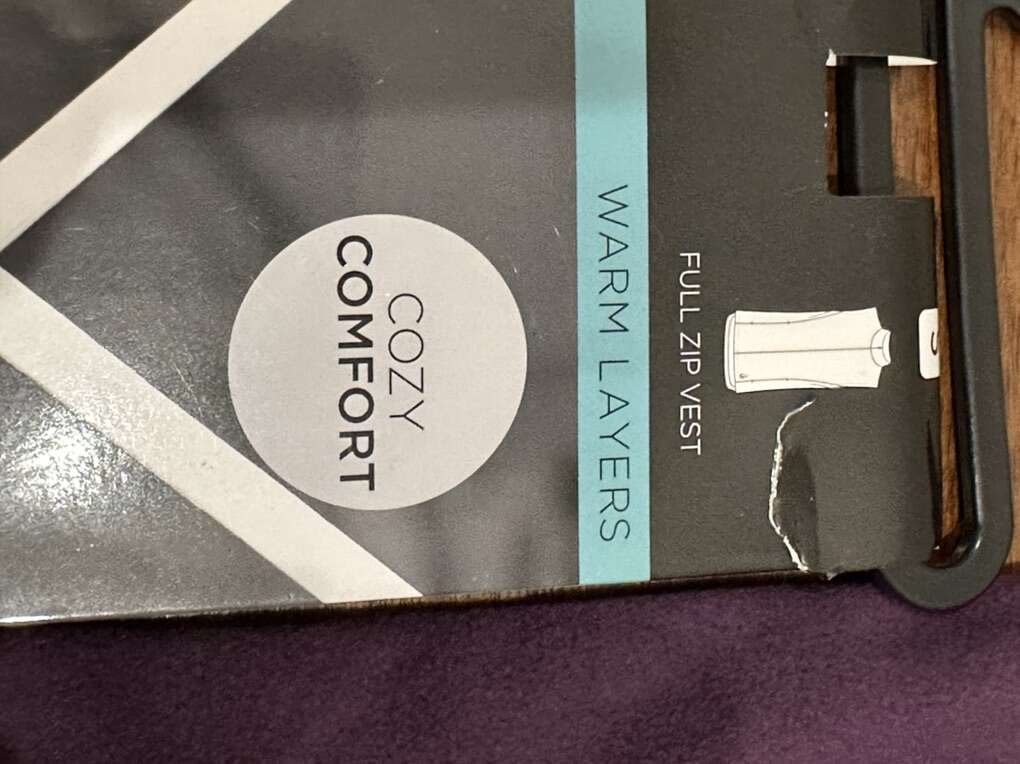 FULL ZIP VEST
WARM LAYERS
COZY
COMFORT